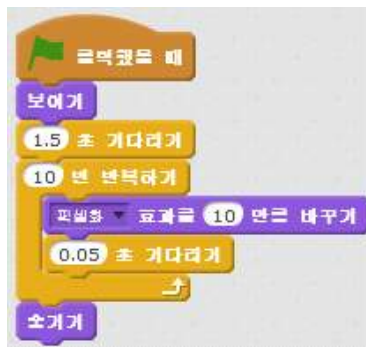 클릭했을 때
보이기
1.5 초 기다리기
10 번 반복하기
픽셀화 효과를 10 만큼 바꾸기
0.05 초 기다리기
숨기기